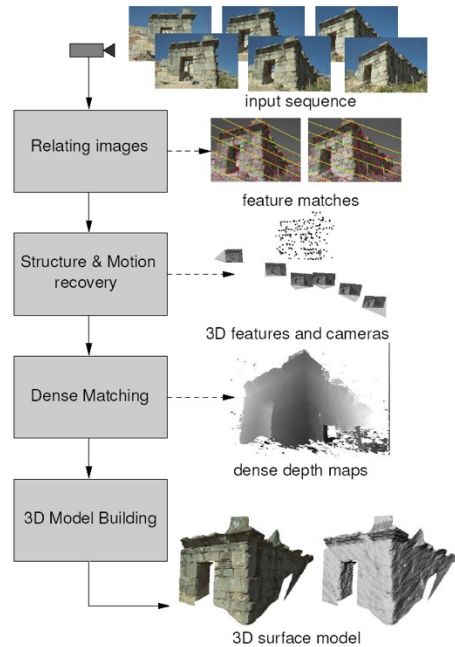 input sequence
Relating images
feature matches
Structure & Motion
recovery
3D features and cameras
Dense Matching
dense depth maps
3D Model Building
3D surface model